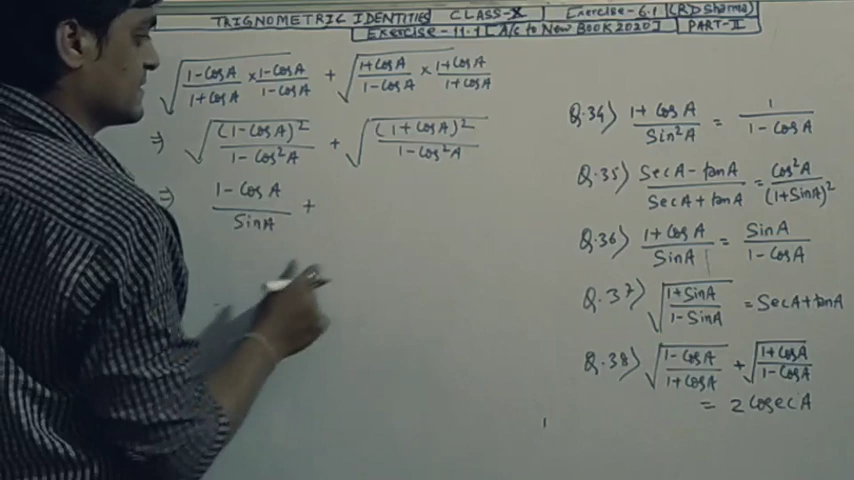 TRIGNOMETRIC IDENTITIES CLASS-X Exercise-6.1 (RD Sharma)
Exercise-11.1 [A/c to New BOOK 2020] PART-II
√((1-CosA)/(1+CosA) × (1-CosA)/(1-CosA)) + √((1+CosA)/(1-CosA) × (1+CosA)/(1+CosA))
⇒ √((1-CosA)²/(1-Cos²A)) + √((1+CosA)²/(1-Cos²A))
⇒ (1-CosA)/SinA +
Q.34) (1+CosA)/Sin²A = 1/(1-CosA)
Q.35) (SecA-tanA)/(SecA+tanA) = Cos²A/(1+SinA)²
Q.36) (1+CosA)/SinA = SinA/(1-CosA)
Q.37) √((1+SinA)/(1-SinA)) = SecA+tanA
Q.38) √((1-CosA)/(1+CosA)) + √((1+CosA)/(1-CosA))
= 2CosecA